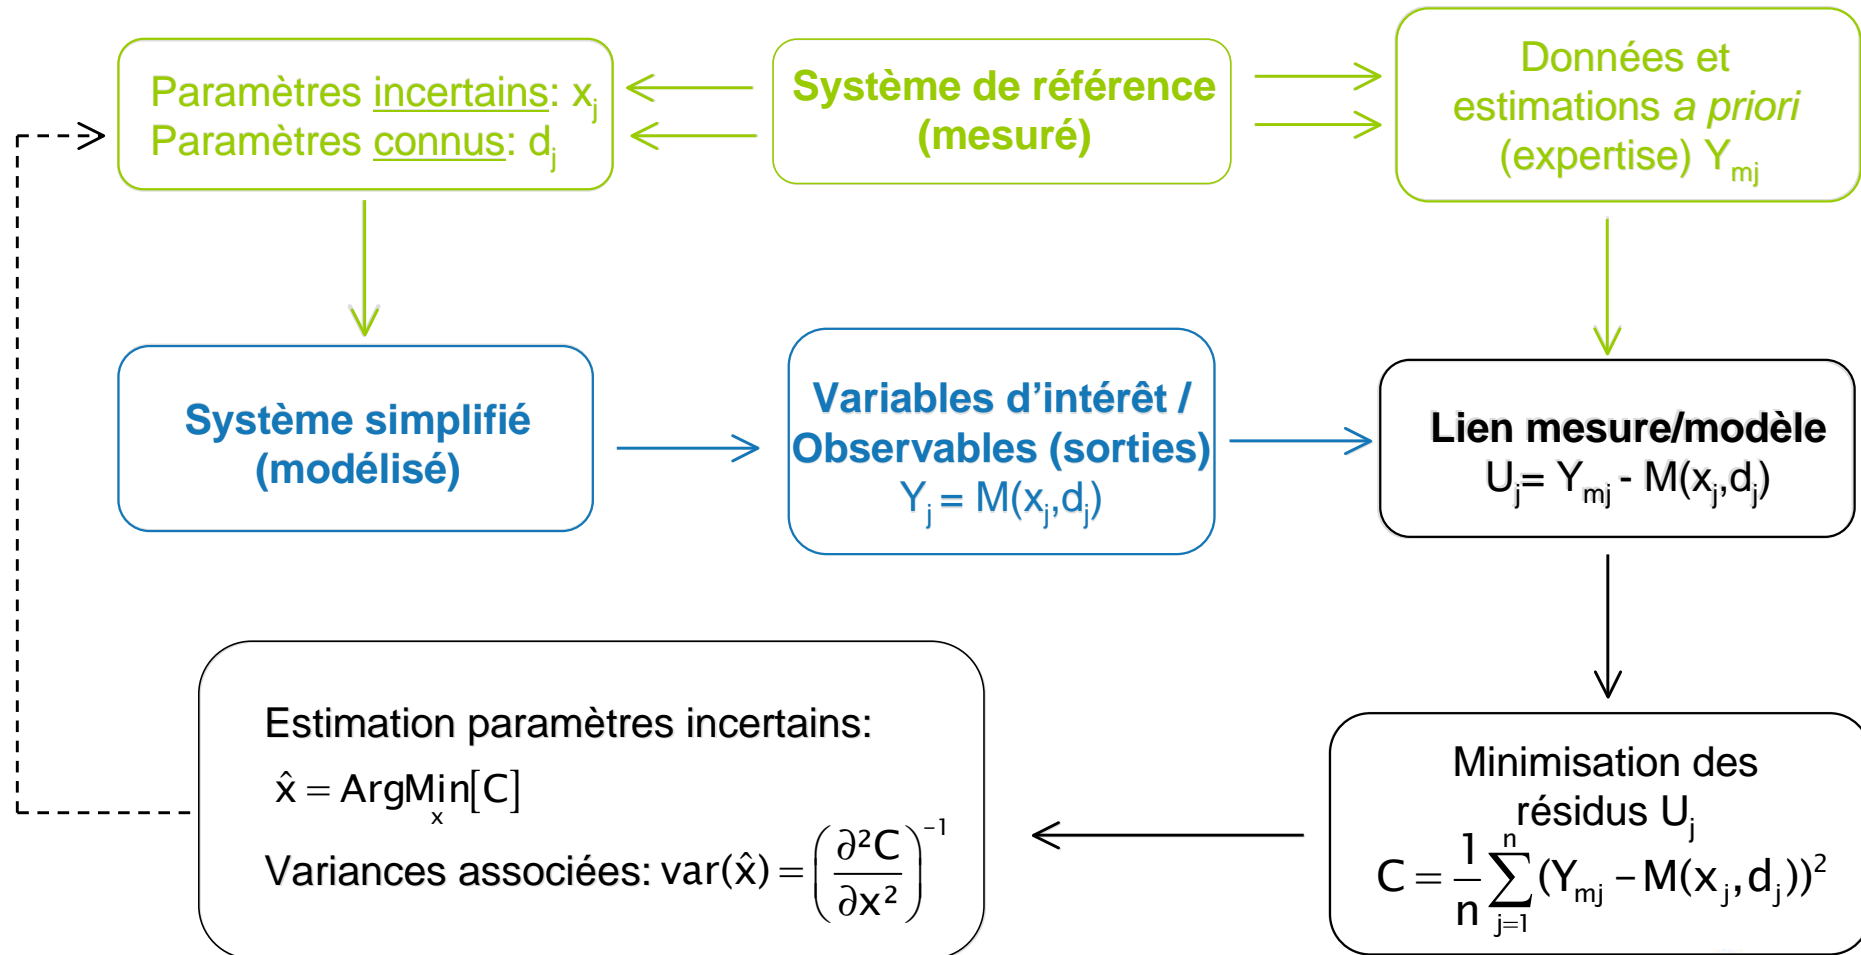 Paramètres incertains: xj
Paramètres connus: dj
Système de référence
(mesuré)
Données et
estimations a priori
(expertise) Ymj
Système simplifié
(modélisé)
Variables d’intérêt /
Observables (sorties)
Yj = M(xj,dj)
Lien mesure/modèle
Uj= Ymj - M(xj,dj)
Estimation paramètres incertains:
x̂ = ArgMin[C]
x
Variances associées: var(x̂) = (∂²C/∂x²)⁻¹
Minimisation des
résidus Uj
C = 1/n ∑_{j=1}^{n} (Ymj – M(xj,dj))²